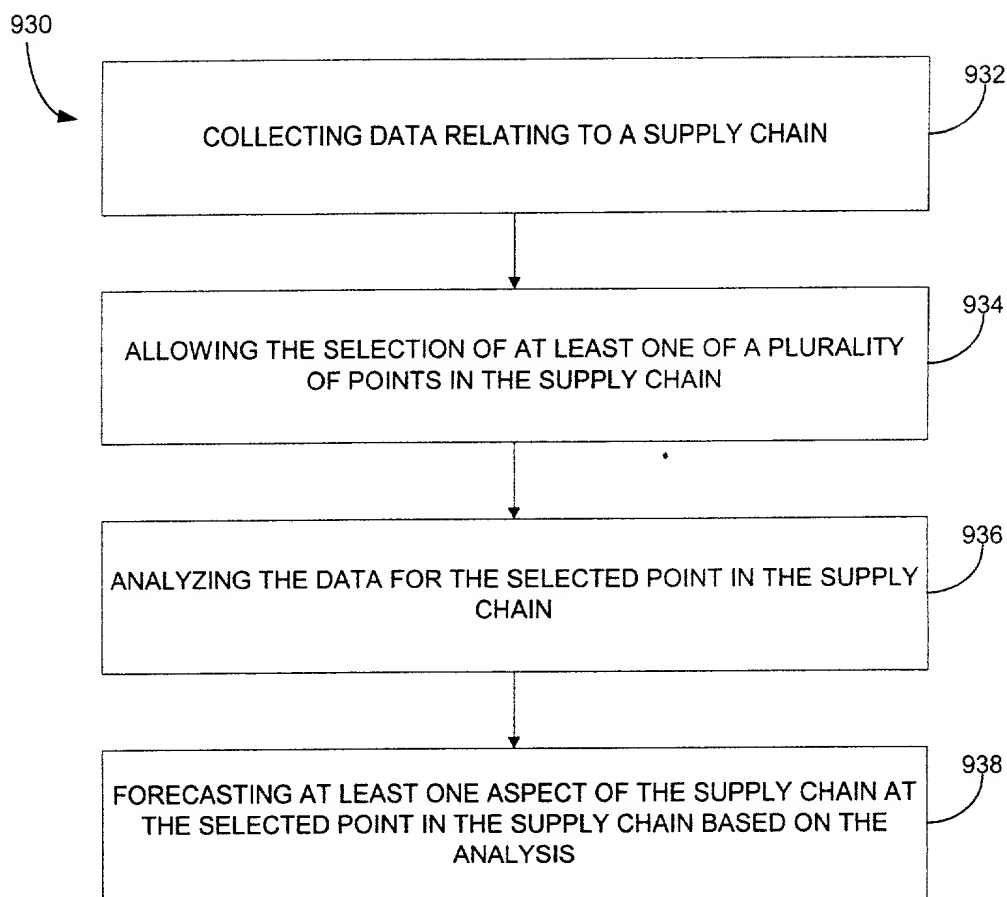 930
932
COLLECTING DATA RELATING TO A SUPPLY CHAIN
934
ALLOWING THE SELECTION OF AT LEAST ONE OF A PLURALITY
OF POINTS IN THE SUPPLY CHAIN
936
ANALYZING THE DATA FOR THE SELECTED POINT IN THE SUPPLY
CHAIN
938
FORECASTING AT LEAST ONE ASPECT OF THE SUPPLY CHAIN AT
THE SELECTED POINT IN THE SUPPLY CHAIN BASED ON THE
ANALYSIS